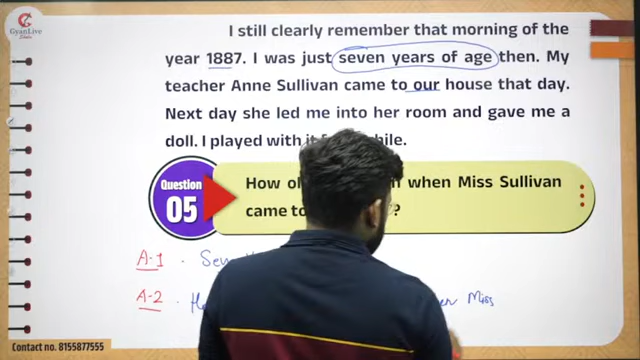 GyanLive
I still clearly remember that morning of the
year 1887. I was just seven years of age then. My
teacher Anne Sullivan came to our house that day.
Next day she led me into her room and gave me a
doll. I played with it while.
Question
05
How when Miss Sullivan
came to ?
A-1
A-2 Miss
Contact no. 8155877555